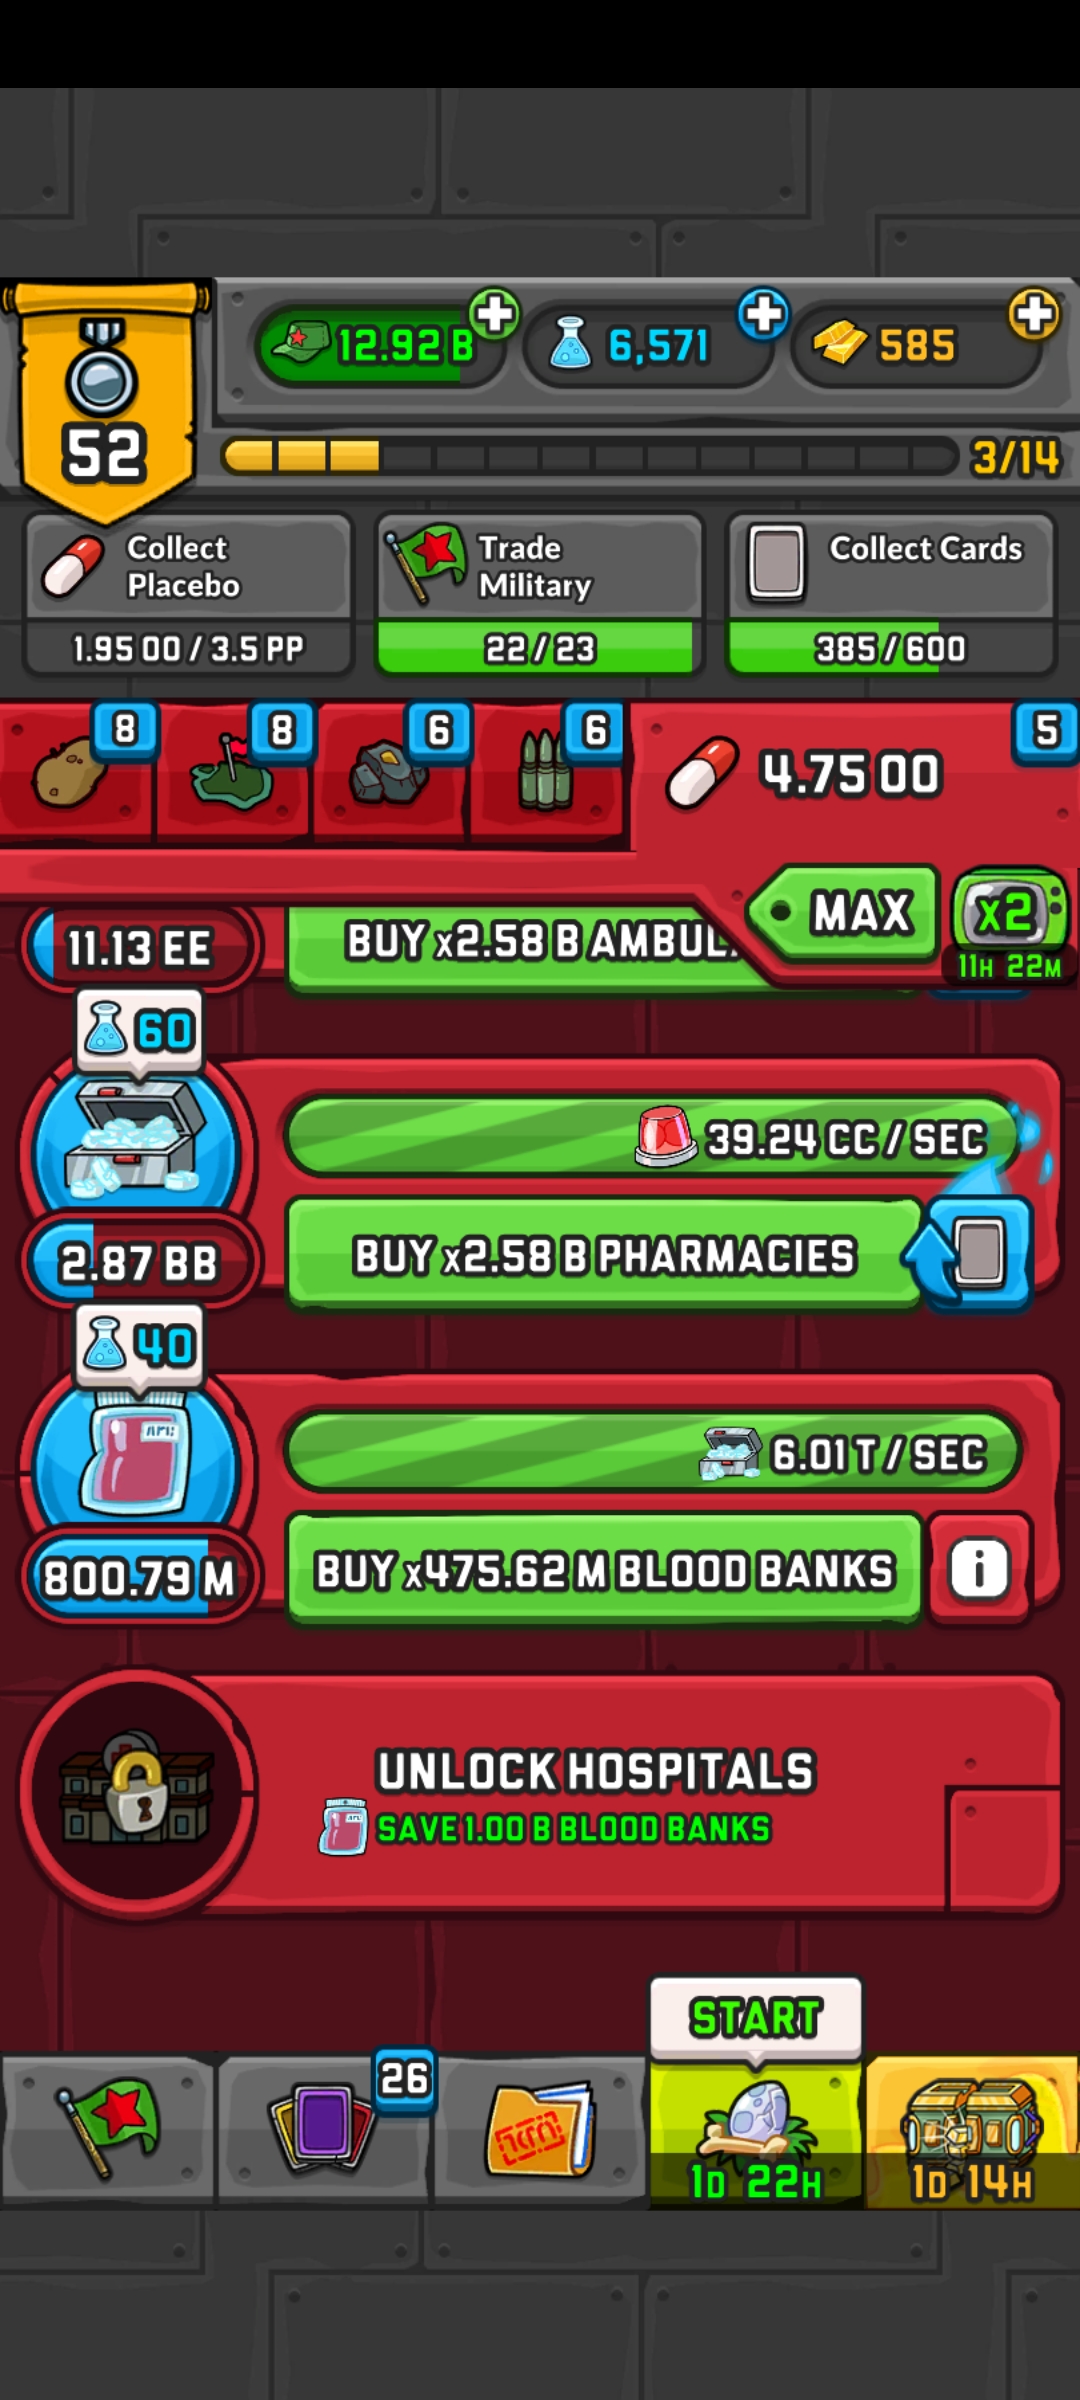 12.92 B
6,571
585
52
3/14
Collect
Placebo
1.95 OO / 3.5 PP
Trade
Military
22 / 23
Collect Cards
385 / 600
8
8
6
6
5
4.75 OO
MAX
x2
11H 22M
11.13 EE
BUY x2.58 B
60
39.24 CC / SEC
2.87 BB
BUY x2.58 B PHARMACIES
40
6.01 T / SEC
800.79 M
BUY x475.62 M BLOOD BANKS
i
UNLOCK HOSPITALS
SAVE 1.00 B BLOOD BANKS
START
26
1D 22H
1D 14H